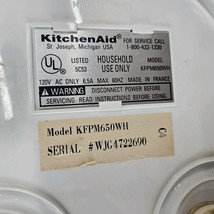 KitchenAid®
St. Joseph, Michigan USA
FOR SERVICE CALL
1-800-422-1230
UL
®
LISTED
5C53
HOUSEHOLD
USE ONLY
MODEL
KFPM650WH
120V AC ONLY 6.5A MAX 60HZ MADE IN
WARNING DISCONNECT POWER BEFORE
SERVICING. READ INSTRUCTIONS BEFORE USING.
Model KFPM650WH
SERIAL #WJG4722690
C4